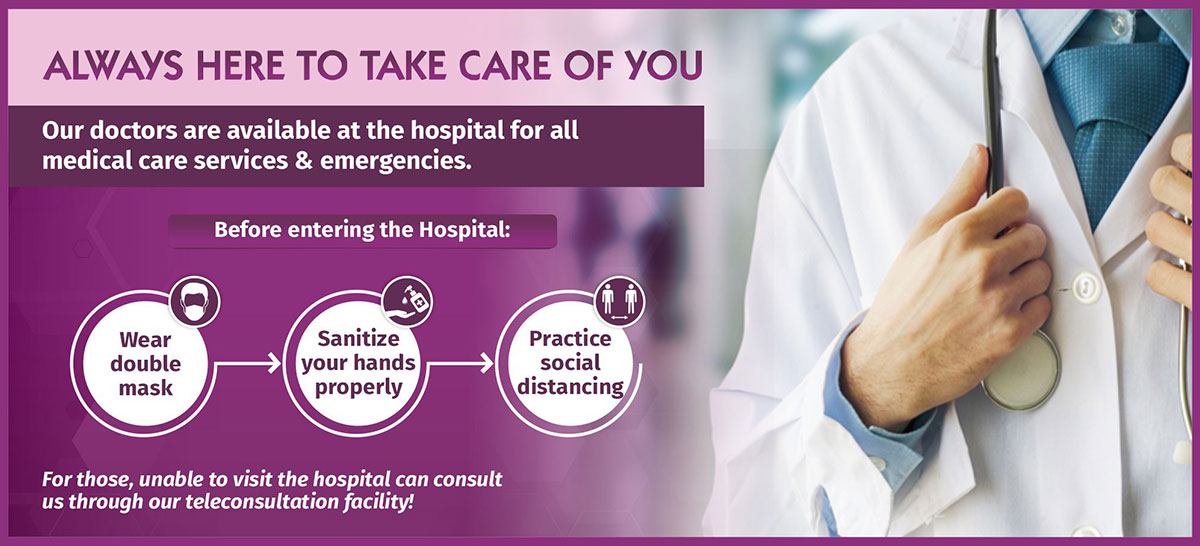 ALWAYS HERE TO TAKE CARE OF YOU
Our doctors are available at the hospital for all
medical care services & emergencies.
Before entering the Hospital:
Wear
double
mask
Sanitize
your hands
properly
Practice
social
distancing
For those, unable to visit the hospital can consult
us through our teleconsultation facility!